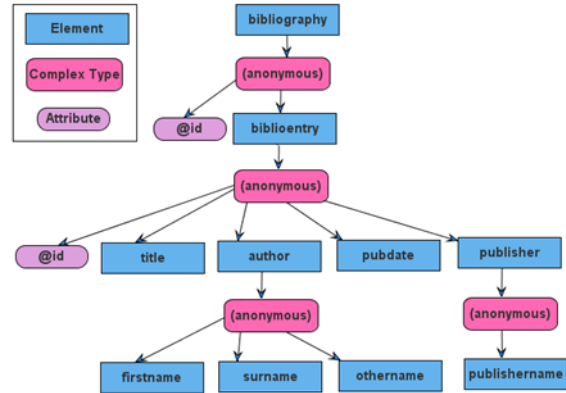 Element
bibliography
Complex Type
(anonymous)
Attribute
@id
biblioentry
(anonymous)
@id
title
author
pubdate
publisher
(anonymous)
(anonymous)
firstname
surname
othername
publishername